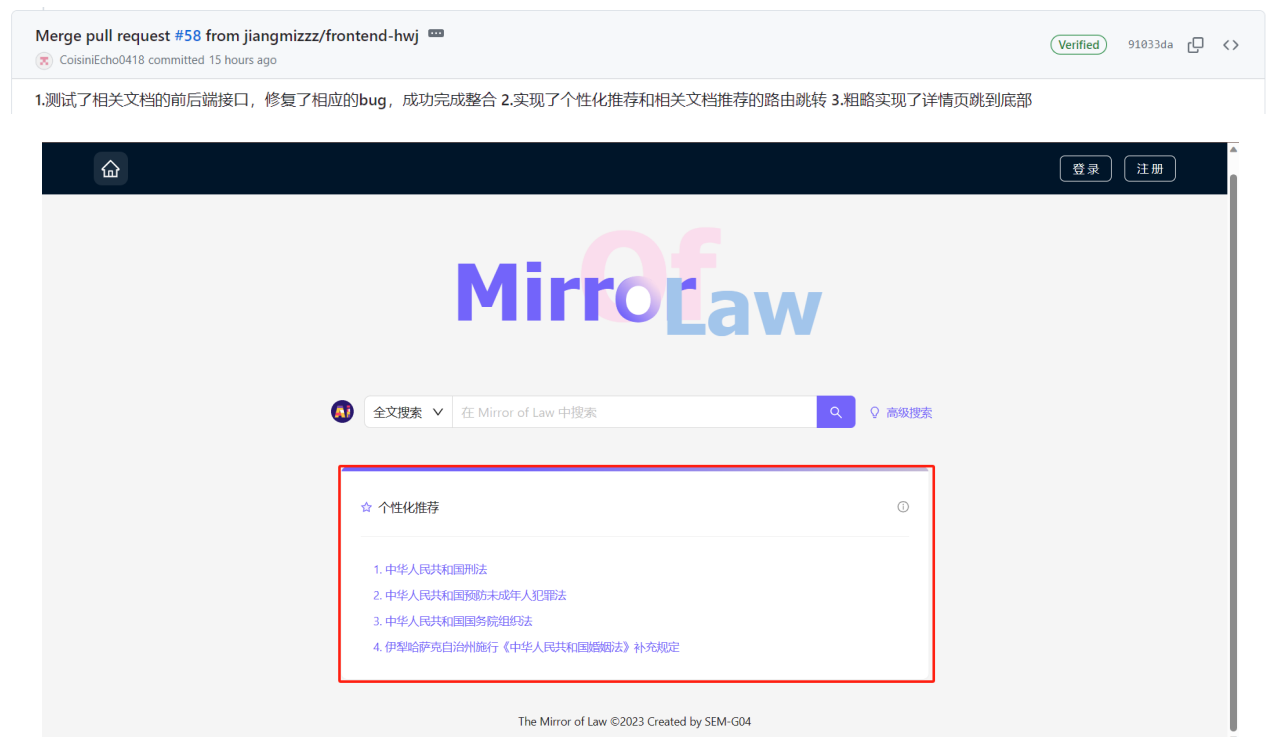 Merge pull request #58 from jiangmizzz/frontend-hwj
Verified
91033da
CoisiniEcho0418 committed 15 hours ago
1.测试了相关文档的前后端接口，修复了相应的bug，成功完成整合 2.实现了个性化推荐和相关文档推荐的路由跳转 3.粗略实现了详情页跳到底部
登 录
注 册
Mirror Of Law
Ai
全文搜索
在 Mirror of Law 中搜索
高级搜索
个性化推荐
1. 中华人民共和国刑法
2. 中华人民共和国预防未成年人犯罪法
3. 中华人民共和国国务院组织法
4. 伊犁哈萨克自治州施行《中华人民共和国婚姻法》补充规定
The Mirror of Law ©2023 Created by SEM-G04